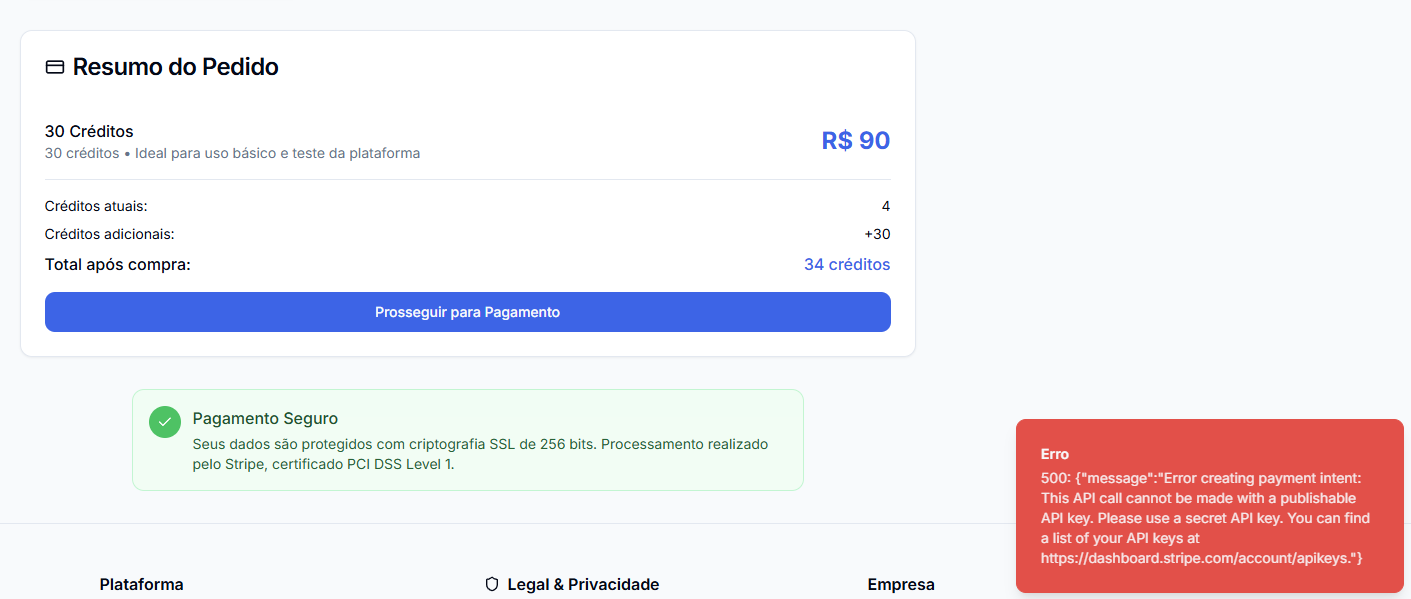 Resumo do Pedido
30 Créditos
30 créditos • Ideal para uso básico e teste da plataforma
R$ 90
Créditos atuais:
4
Créditos adicionais:
+30
Total após compra:
34 créditos
Prosseguir para Pagamento
Pagamento Seguro
Seus dados são protegidos com criptografia SSL de 256 bits. Processamento realizado
pelo Stripe, certificado PCI DSS Level 1.
Erro
500: {"message":"Error creating payment intent:
This API call cannot be made with a publishable
API key. Please use a secret API key. You can find
a list of your API keys at
https://dashboard.stripe.com/account/apikeys."}
Plataforma
Legal & Privacidade
Empresa